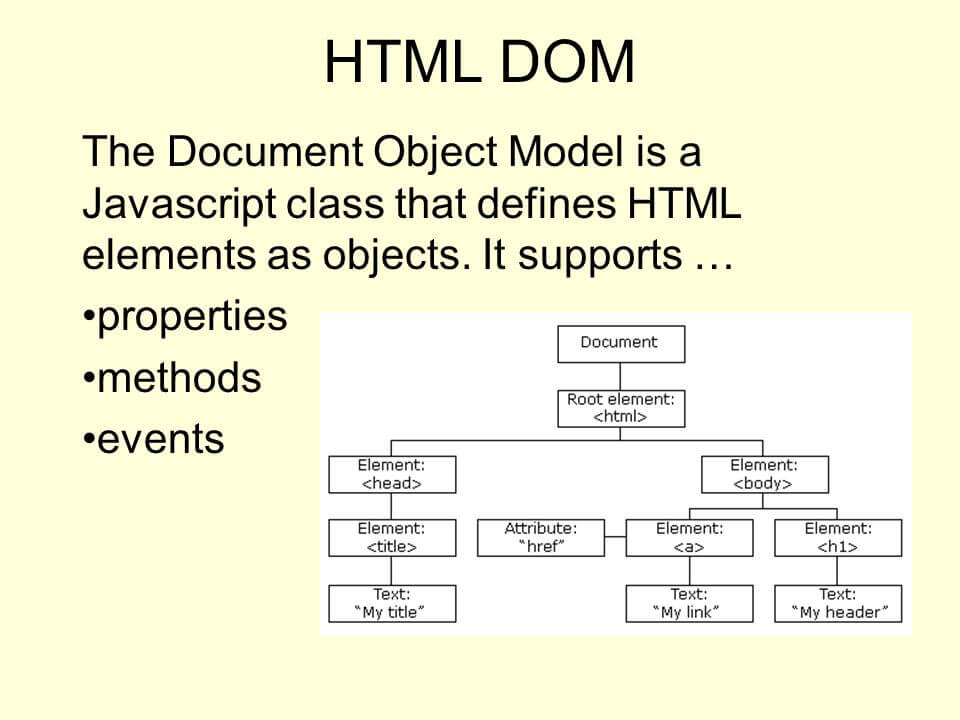 HTML DOM
The Document Object Model is a
Javascript class that defines HTML
elements as objects. It supports …
•properties
•methods
•events
Document
Root element:
<html>
Element:
<head>
Element:
<body>
Element:
<title>
Attribute:
“href”
Element:
<a>
Element:
<h1>
Text:
“My title”
Text:
“My link”
Text:
“My header”